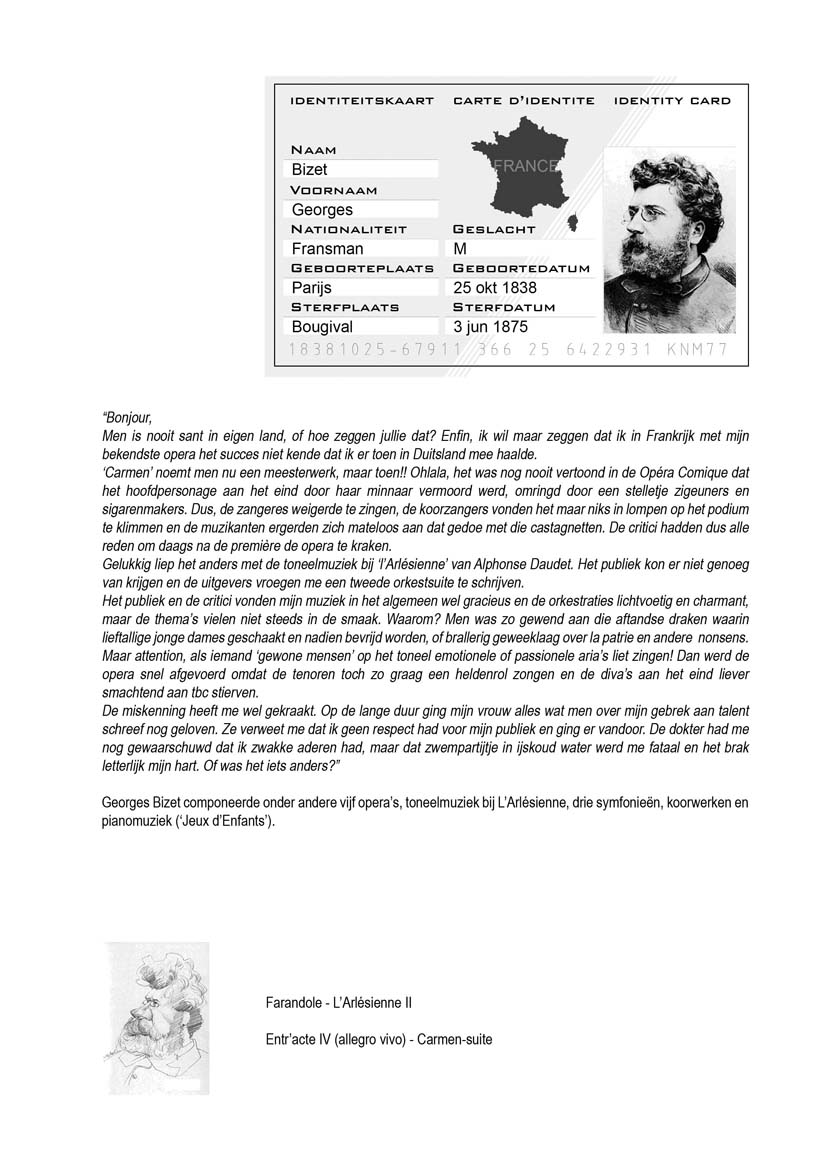 IDENTITEITSKAART CARTE D'IDENTITE IDENTITY CARD
NAAM
Bizet
FRANCE
VOORNAAM
Georges
NATIONALITEIT GESLACHT
Fransman M
GEBOORTEPLAATS GEBOORTEDATUM
Parijs 25 okt 1838
STERFPLAATS STERFDATUM
Bougival 3 jun 1875
18381025-67911 366 25 6422931 KNM77
“Bonjour,
Men is nooit sant in eigen land, of hoe zeggen jullie dat? Enfin, ik wil maar zeggen dat ik in Frankrijk met mijn
bekendste opera het succes niet kende dat ik er toen in Duitsland mee haalde.
‘Carmen’ noemt men nu een meesterwerk, maar toen!! Ohlala, het was nog nooit vertoond in de Opéra Comique dat
het hoofdpersonage aan het eind door haar minnaar vermoord werd, omringd door een stelletje zigeuners en
sigarenmakers. Dus, de zangeres weigerde te zingen, de koorzangers vonden het maar niks in lompen op het podium
te klimmen en de muzikanten ergerden zich mateloos aan dat gedoe met die castagnetten. De critici hadden dus alle
reden om daags na de première de opera te kraken.
Gelukkig liep het anders met de toneelmuziek bij ‘l’Arlésienne’ van Alphonse Daudet. Het publiek kon er niet genoeg
van krijgen en de uitgevers vroegen me een tweede orkestsuite te schrijven.
Het publiek en de critici vonden mijn muziek in het algemeen wel gracieus en de orkestraties lichtvoetig en charmant,
maar de thema’s vielen niet steeds in de smaak. Waarom? Men was zo gewend aan die aftandse draken waarin
lieftallige jonge dames geschaakt en nadien bevrijd worden, of brallerig geweeklaag over la patrie en andere nonsens.
Maar attention, als iemand ‘gewone mensen’ op het toneel emotionele of passionele aria’s liet zingen! Dan werd de
opera snel afgevoerd omdat de tenoren toch zo graag een heldenrol zongen en de diva’s aan het eind liever
smachtend aan tbc stierven.
De miskenning heeft me wel gekraakt. Op de lange duur ging mijn vrouw alles wat men over mijn gebrek aan talent
schreef nog geloven. Ze verweet me dat ik geen respect had voor mijn publiek en ging er vandoor. De dokter had me
nog gewaarschuwd dat ik zwakke aderen had, maar dat zwempartijtje in ijskoud water werd me fataal en het brak
letterlijk mijn hart. Of was het iets anders?”
Georges Bizet componeerde onder andere vijf opera’s, toneelmuziek bij L’Arlésienne, drie symfonieën, koorwerken en
pianomuziek (‘Jeux d’Enfants’).
Farandole - L’Arlésienne II
Entr’acte IV (allegro vivo) - Carmen-suite